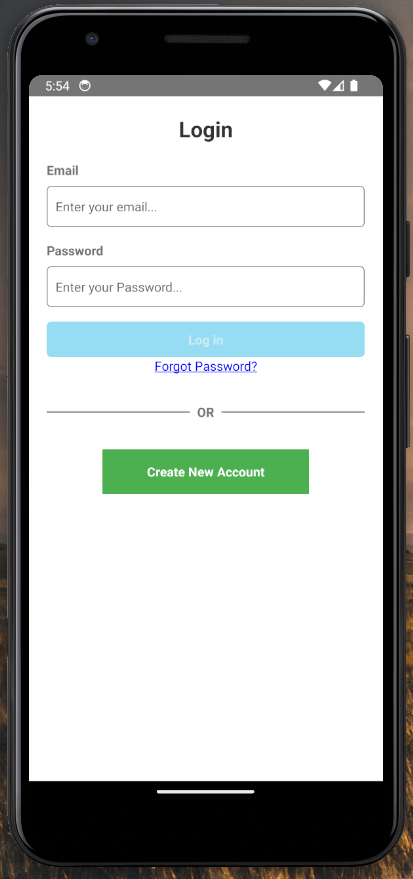 5:54
Login
Email
Enter your email...
Password
Enter your Password...
Log in
Forgot Password?
OR
Create New Account